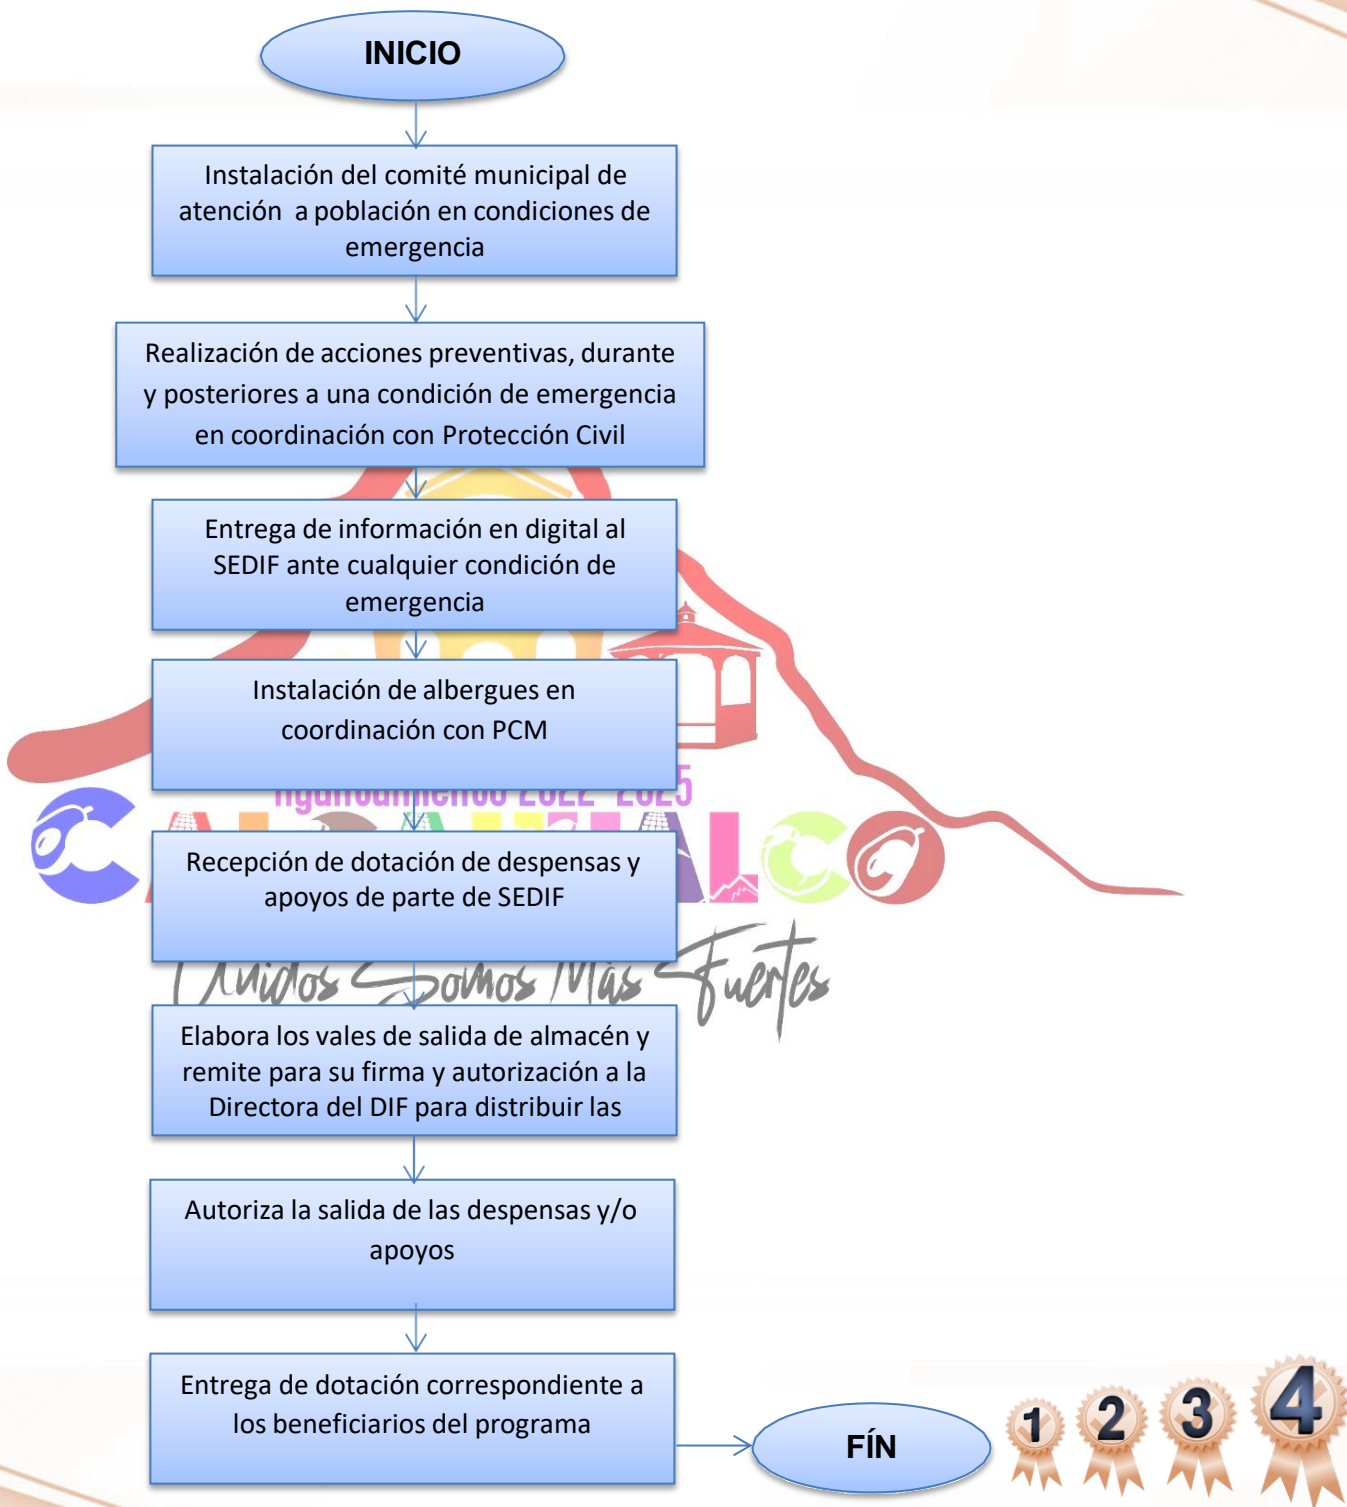 INICIO
Instalación del comité municipal de
atención a población en condiciones de
emergencia
Realización de acciones preventivas, durante
y posteriores a una condición de emergencia
en coordinación con Protección Civil
Entrega de información en digital al
SEDIF ante cualquier condición de
emergencia
Instalación de albergues en
coordinación con PCM
Ayuntamiento 2022-2025
Recepción de dotación de despensas y
apoyos de parte de SEDIF
Unidos Somos Más Fuertes
Elabora los vales de salida de almacén y
remite para su firma y autorización a la
Directora del DIF para distribuir las
Autoriza la salida de las despensas y/o
apoyos
Entrega de dotación correspondiente a
los beneficiarios del programa
FÍN
1 2 3 4